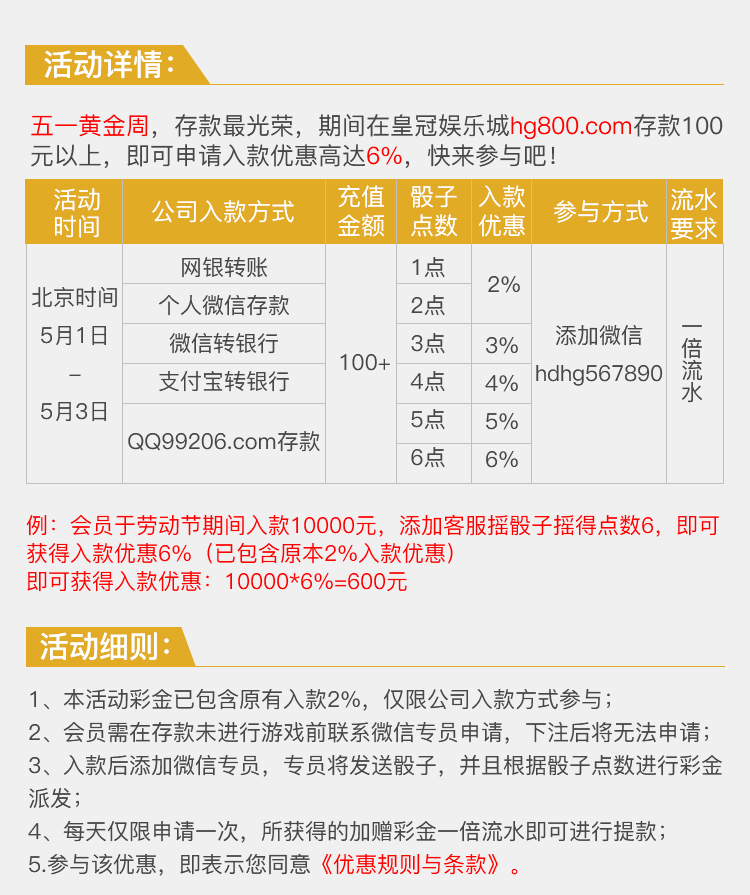 活动详情：
五一黄金周，存款最光荣，期间在皇冠娱乐城hg800.com存款100
元以上，即可申请入款优惠高达6%，快来参与吧！
活动
时间
公司入款方式
充值
金额
骰子
点数
入款
优惠
参与方式
流水
要求
北京时间
5月1日
–
5月3日
网银转账
个人微信存款
微信转银行
支付宝转银行
QQ99206.com存款
100+
1点
2点
3点
4点
5点
6点
2%
3%
4%
5%
6%
添加微信
hdhg567890
一倍流水
例：会员于劳动节期间入款10000元，添加客服摇骰子摇得点数6，即可
获得入款优惠6%（已包含原本2%入款优惠）
即可获得入款优惠：10000*6%=600元
活动细则：
1、本活动彩金已包含原有入款2%，仅限公司入款方式参与；
2、会员需在存款未进行游戏前联系微信专员申请，下注后将无法申请；
3、入款后添加微信专员，专员将发送骰子，并且根据骰子点数进行彩金
派发；
4、每天仅限申请一次，所获得的加赠彩金一倍流水即可进行提款；
5.参与该优惠，即表示您同意《优惠规则与条款》。